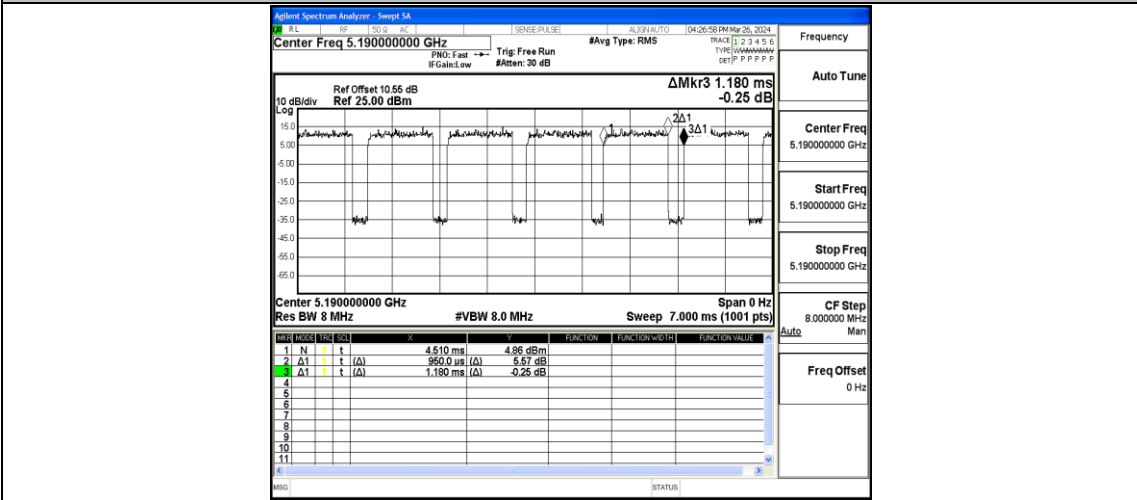 Agilent Spectrum Analyzer - Swept SA
RL RF 50 Ω AC SENSE:PULSE ALIGNAUTO 04:26:58 PM Mar 26, 2024
Center Freq 5.190000000 GHz
#Avg Type: RMS
TRACE 1 2 3 4 5 6
PNO: Fast
Trig: Free Run
TYPE
IFGain:Low
#Atten: 30 dB
DET P P P P P P
ΔMkr3 1.180 ms
-0.25 dB
Ref Offset 10.55 dB
10 dB/div Ref 25.00 dBm
Log
15.0
5.00
-5.00
-15.0
-25.0
-35.0
-45.0
-55.0
-65.0
1
2Δ1
3Δ1
Center 5.190000000 GHz Span 0 Hz
Res BW 8 MHz #VBW 8.0 MHz Sweep 7.000 ms (1001 pts)
MKR MODE TRC SCL X Y FUNCTION FUNCTION WIDTH FUNCTION VALUE
1 N 1 t 4.510 ms 4.86 dBm
2 Δ1 1 t (Δ) 950.0 µs (Δ) 5.57 dB
3 Δ1 1 t (Δ) 1.180 ms (Δ) -0.25 dB
4
5
6
7
8
9
10
11
MSG STATUS
Frequency
Auto Tune
Center Freq
5.190000000 GHz
Start Freq
5.190000000 GHz
Stop Freq
5.190000000 GHz
CF Step
8.000000 MHz
Auto Man
Freq Offset
0 Hz